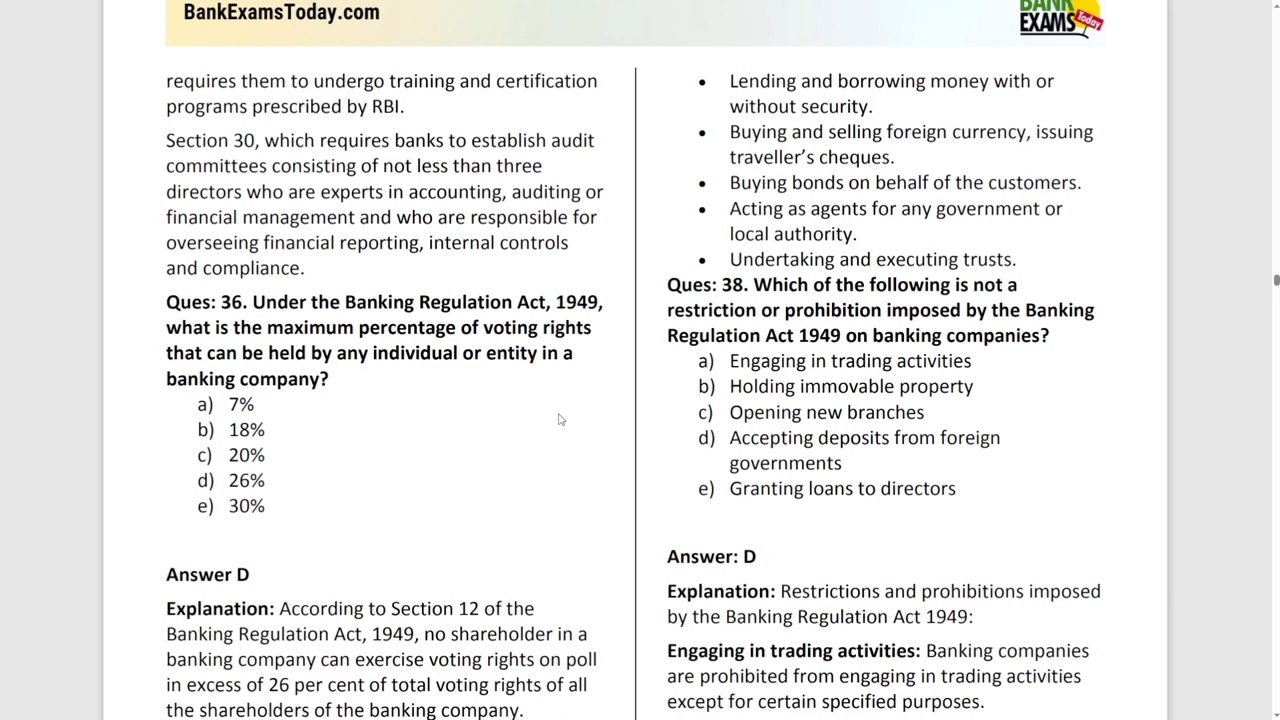 BankExamsToday.com
BANK
EXAMS
Today
requires them to undergo training and certification
programs prescribed by RBI.
Section 30, which requires banks to establish audit
committees consisting of not less than three
directors who are experts in accounting, auditing or
financial management and who are responsible for
overseeing financial reporting, internal controls
and compliance.
Ques: 36. Under the Banking Regulation Act, 1949,
what is the maximum percentage of voting rights
that can be held by any individual or entity in a
banking company?
a) 7%
b) 18%
c) 20%
d) 26%
e) 30%
Answer D
Explanation: According to Section 12 of the
Banking Regulation Act, 1949, no shareholder in a
banking company can exercise voting rights on poll
in excess of 26 per cent of total voting rights of all
the shareholders of the banking company.
• Lending and borrowing money with or
without security.
• Buying and selling foreign currency, issuing
traveller’s cheques.
• Buying bonds on behalf of the customers.
• Acting as agents for any government or
local authority.
• Undertaking and executing trusts.
Ques: 38. Which of the following is not a
restriction or prohibition imposed by the Banking
Regulation Act 1949 on banking companies?
a) Engaging in trading activities
b) Holding immovable property
c) Opening new branches
d) Accepting deposits from foreign
governments
e) Granting loans to directors
Answer: D
Explanation: Restrictions and prohibitions imposed
by the Banking Regulation Act 1949:
Engaging in trading activities: Banking companies
are prohibited from engaging in trading activities
except for certain specified purposes.